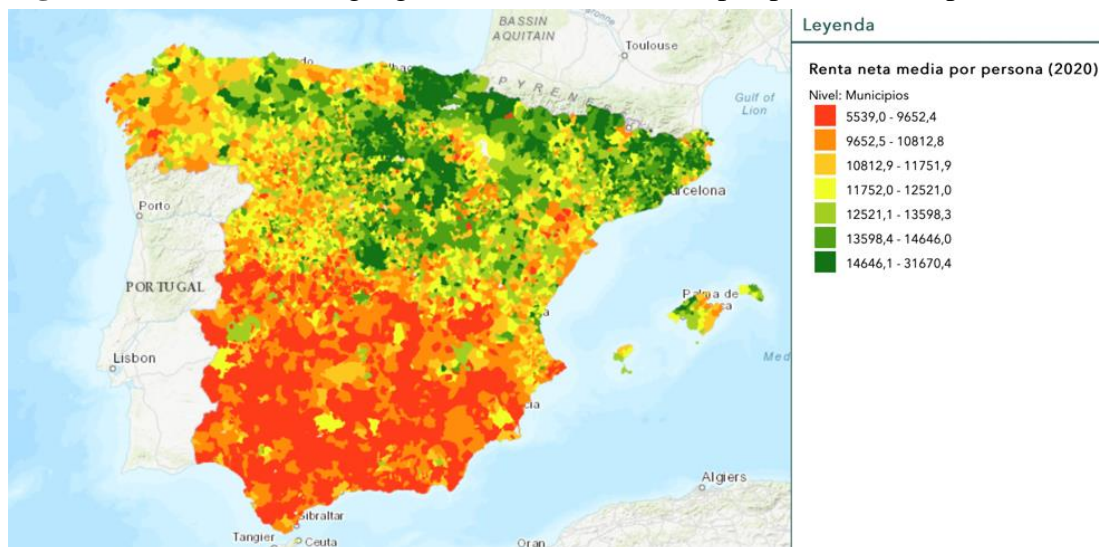 BASSIN
AQUITAIN
Toulouse
PYRENE
Gulf of
Lion
Porto
arcelona
PORTUGAL
Palma de
Lisbon
Med
Algiers
Gibraltar
Tangier
Ceuta
Oran
Leyenda
Renta neta media por persona (2020)
Nivel: Municipios
5539,0 - 9652,4
9652,5 - 10812,8
10812,9 - 11751,9
11752,0 - 12521,0
12521,1 - 13598,3
13598,4 - 14646,0
14646,1 - 31670,4